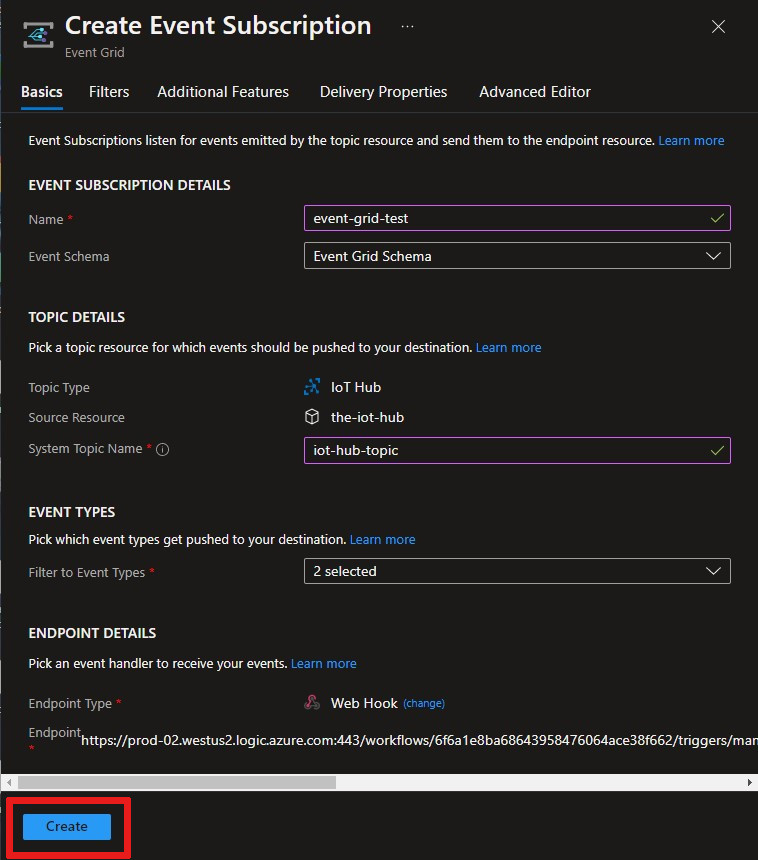 Create Event Subscription ...
Event Grid
Basics Filters Additional Features Delivery Properties Advanced Editor
Event Subscriptions listen for events emitted by the topic resource and send them to the endpoint resource. Learn more
EVENT SUBSCRIPTION DETAILS
Name * event-grid-test
Event Schema Event Grid Schema
TOPIC DETAILS
Pick a topic resource for which events should be pushed to your destination. Learn more
Topic Type IoT Hub
Source Resource the-iot-hub
System Topic Name * iot-hub-topic
EVENT TYPES
Pick which event types get pushed to your destination. Learn more
Filter to Event Types * 2 selected
ENDPOINT DETAILS
Pick an event handler to receive your events. Learn more
Endpoint Type * Web Hook (change)
Endpoint * https://prod-02.westus2.logic.azure.com:443/workflows/6f6a1e8ba68643958476064ace38f662/triggers/man
Create